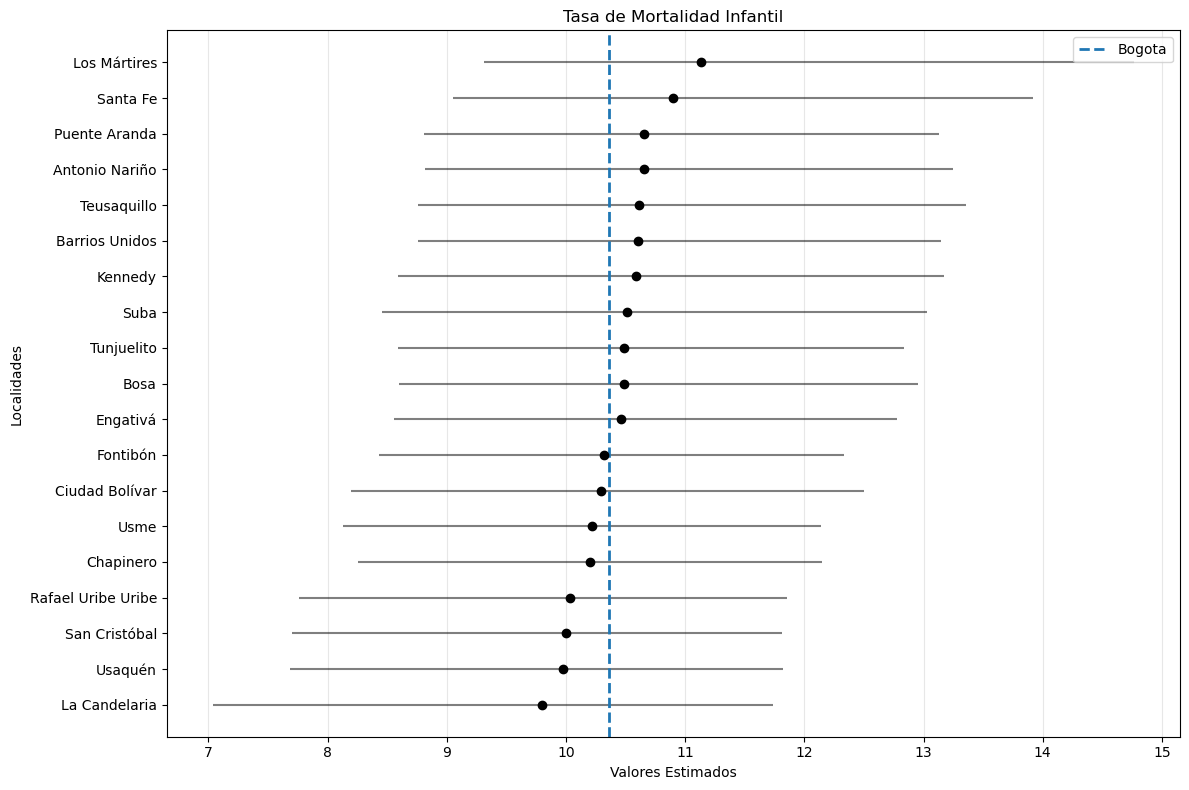 Tasa de Mortalidad Infantil
Bogota
Los Mártires
Santa Fe
Puente Aranda
Antonio Nariño
Teusaquillo
Barrios Unidos
Kennedy
Suba
Tunjuelito
Bosa
Engativá
Fontibón
Ciudad Bolívar
Usme
Chapinero
Rafael Uribe Uribe
San Cristóbal
Usaquén
La Candelaria
Localidades
7 8 9 10 11 12 13 14 15
Valores Estimados